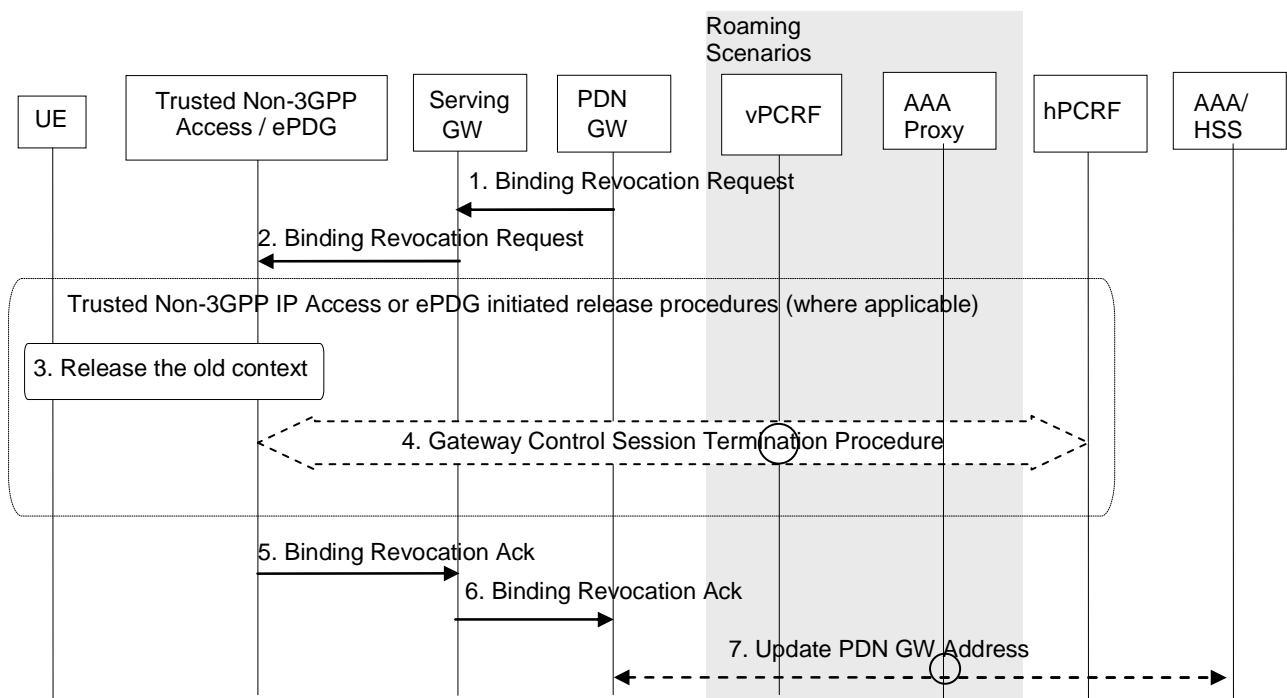 Roaming
Scenarios
UE
Trusted Non-3GPP
Access / ePDG
Serving
GW
PDN
GW
vPCRF
AAA
Proxy
hPCRF
AAA/
HSS
1. Binding Revocation Request
2. Binding Revocation Request
Trusted Non-3GPP IP Access or ePDG initiated release procedures (where applicable)
3. Release the old context
4. Gateway Control Session Termination Procedure
5. Binding Revocation Ack
6. Binding Revocation Ack
7. Update PDN GW Address